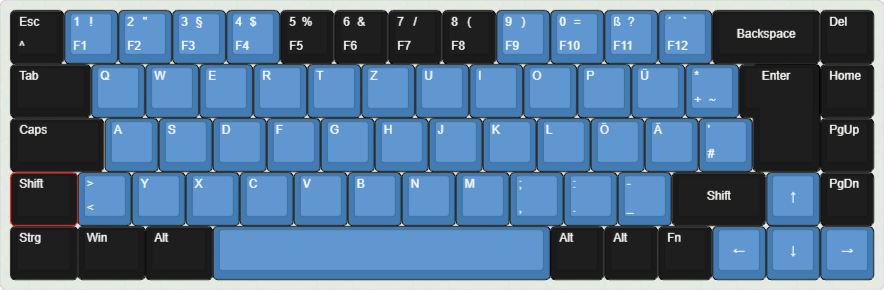 Esc 1 ! 2 " 3 § 4 $ 5 % 6 & 7 / 8 ( 9 ) 0 = ß ? ´ ` Backspace Del
^ F1 F2 F3 F4 F5 F6 F7 F8 F9 F10 F11 F12
Tab Q W E R T Z U I O P Ü * Enter Home
+ ~
Caps A S D F G H J K L Ö Ä ' PgUp
#
Shift > Y X C V B N M ; : - Shift ↑ PgDn
< , . _
Strg Win Alt Alt Alt Fn ← ↓ →